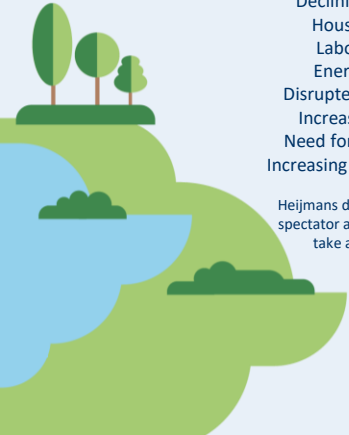 Declini
Hous
Labo
Ener
Disrupte
Increas
Need for
Increasing
Heijmans d
spectator a
take a